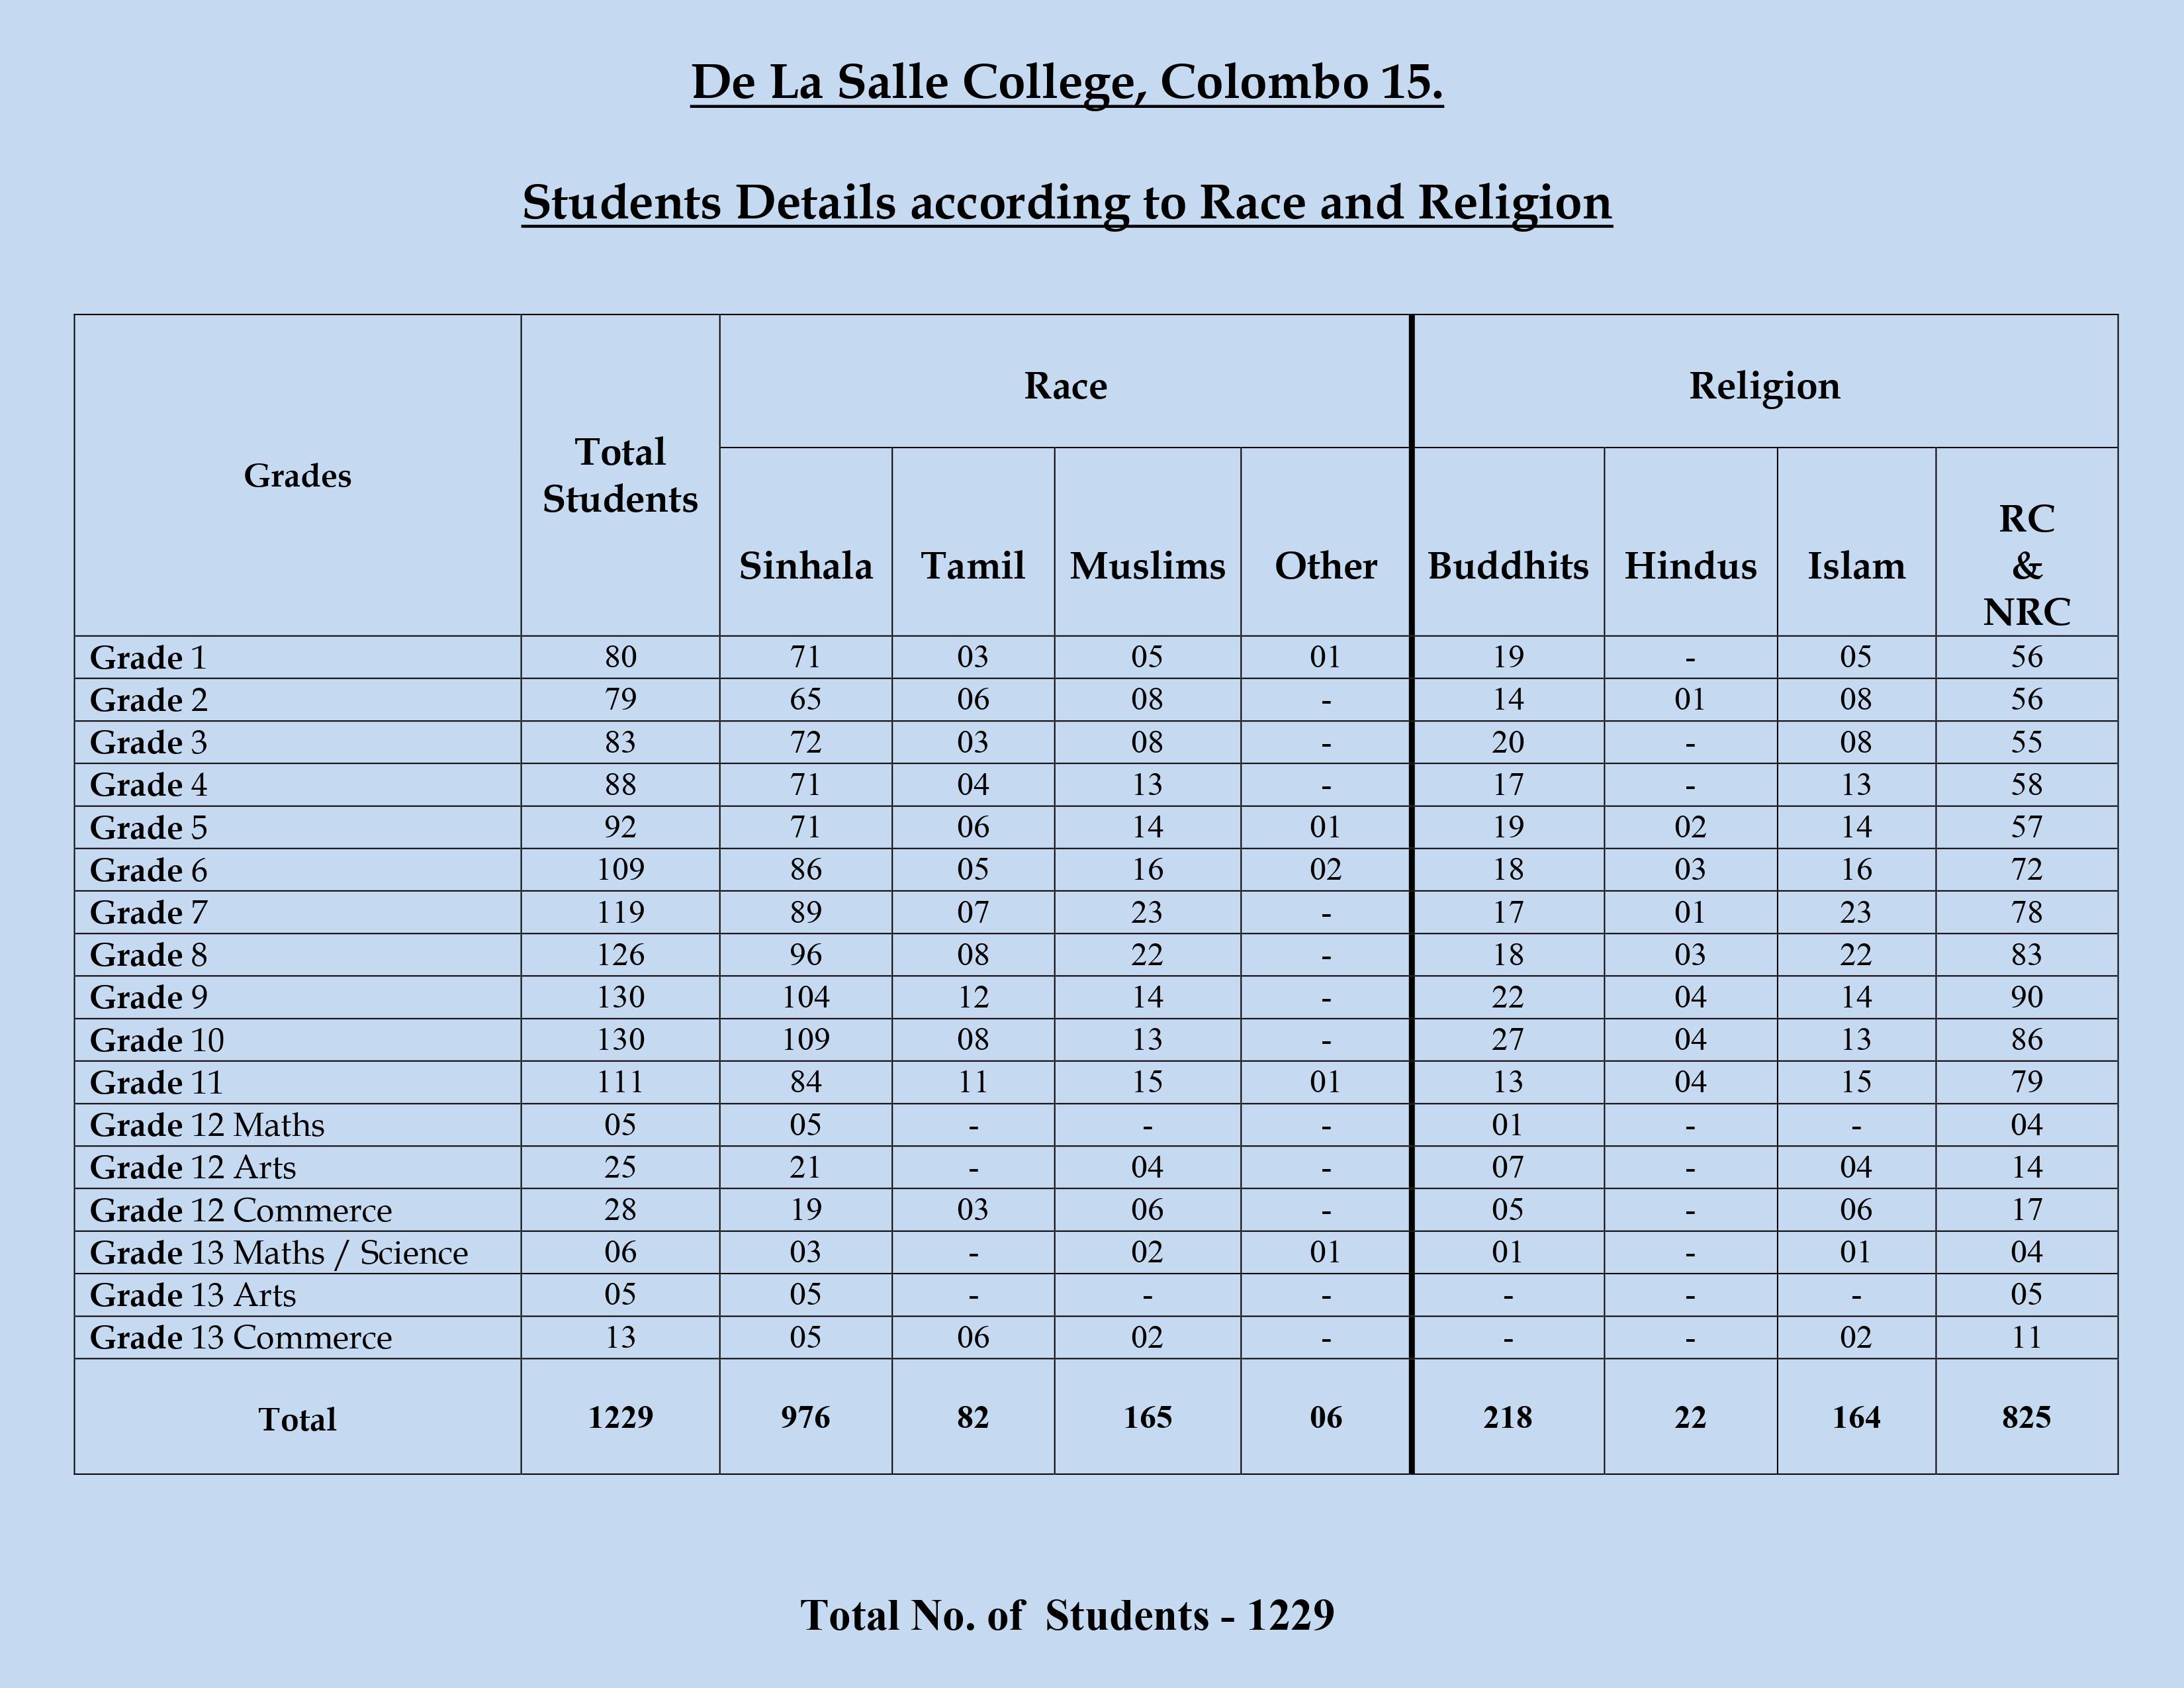 De La Salle College, Colombo 15.
Students Details according to Race and Religion
Grades Total Students Race Religion
Sinhala Tamil Muslims Other Buddhits Hindus Islam RC & NRC
Grade 1 80 71 03 05 01 19 - 05 56
Grade 2 79 65 06 08 - 14 01 08 56
Grade 3 83 72 03 08 - 20 - 08 55
Grade 4 88 71 04 13 - 17 - 13 58
Grade 5 92 71 06 14 01 19 02 14 57
Grade 6 109 86 05 16 02 18 03 16 72
Grade 7 119 89 07 23 - 17 01 23 78
Grade 8 126 96 08 22 - 18 03 22 83
Grade 9 130 104 12 14 - 22 04 14 90
Grade 10 130 109 08 13 - 27 04 13 86
Grade 11 111 84 11 15 01 13 04 15 79
Grade 12 Maths 05 05 - - - 01 - - 04
Grade 12 Arts 25 21 - 04 - 07 - 04 14
Grade 12 Commerce 28 19 03 06 - 05 - 06 17
Grade 13 Maths / Science 06 03 - 02 01 01 - 01 04
Grade 13 Arts 05 05 - - - - - - 05
Grade 13 Commerce 13 05 06 02 - - - 02 11
Total 1229 976 82 165 06 218 22 164 825
Total No. of Students - 1229